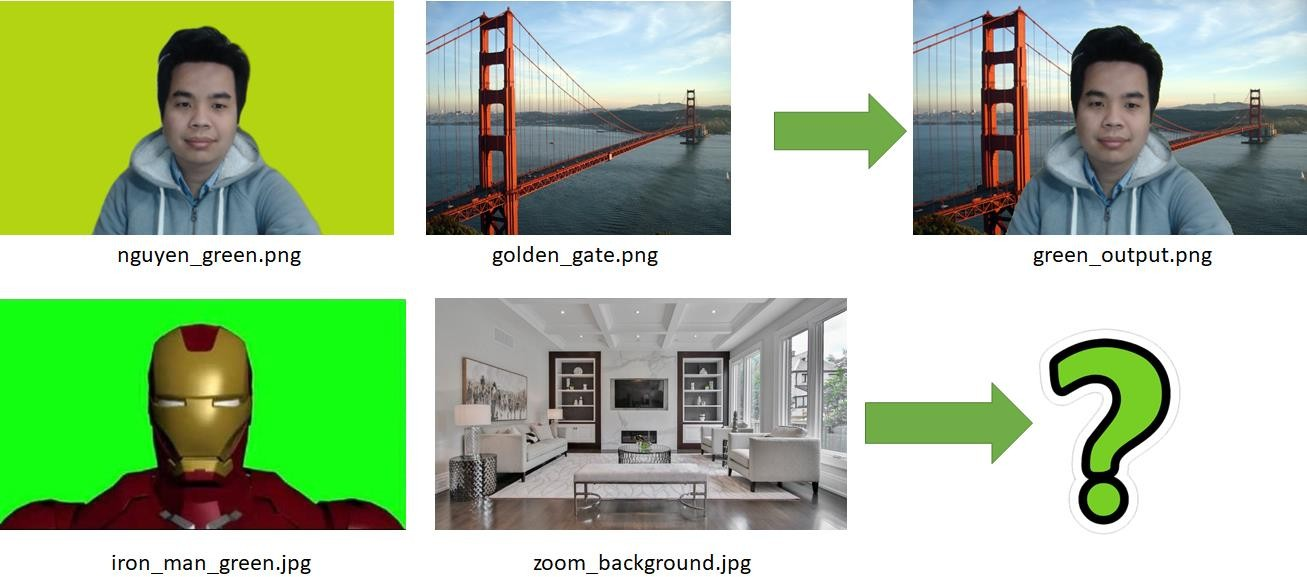 nguyen_green.png
golden_gate.png
green_output.png
iron_man_green.jpg
zoom_background.jpg
?